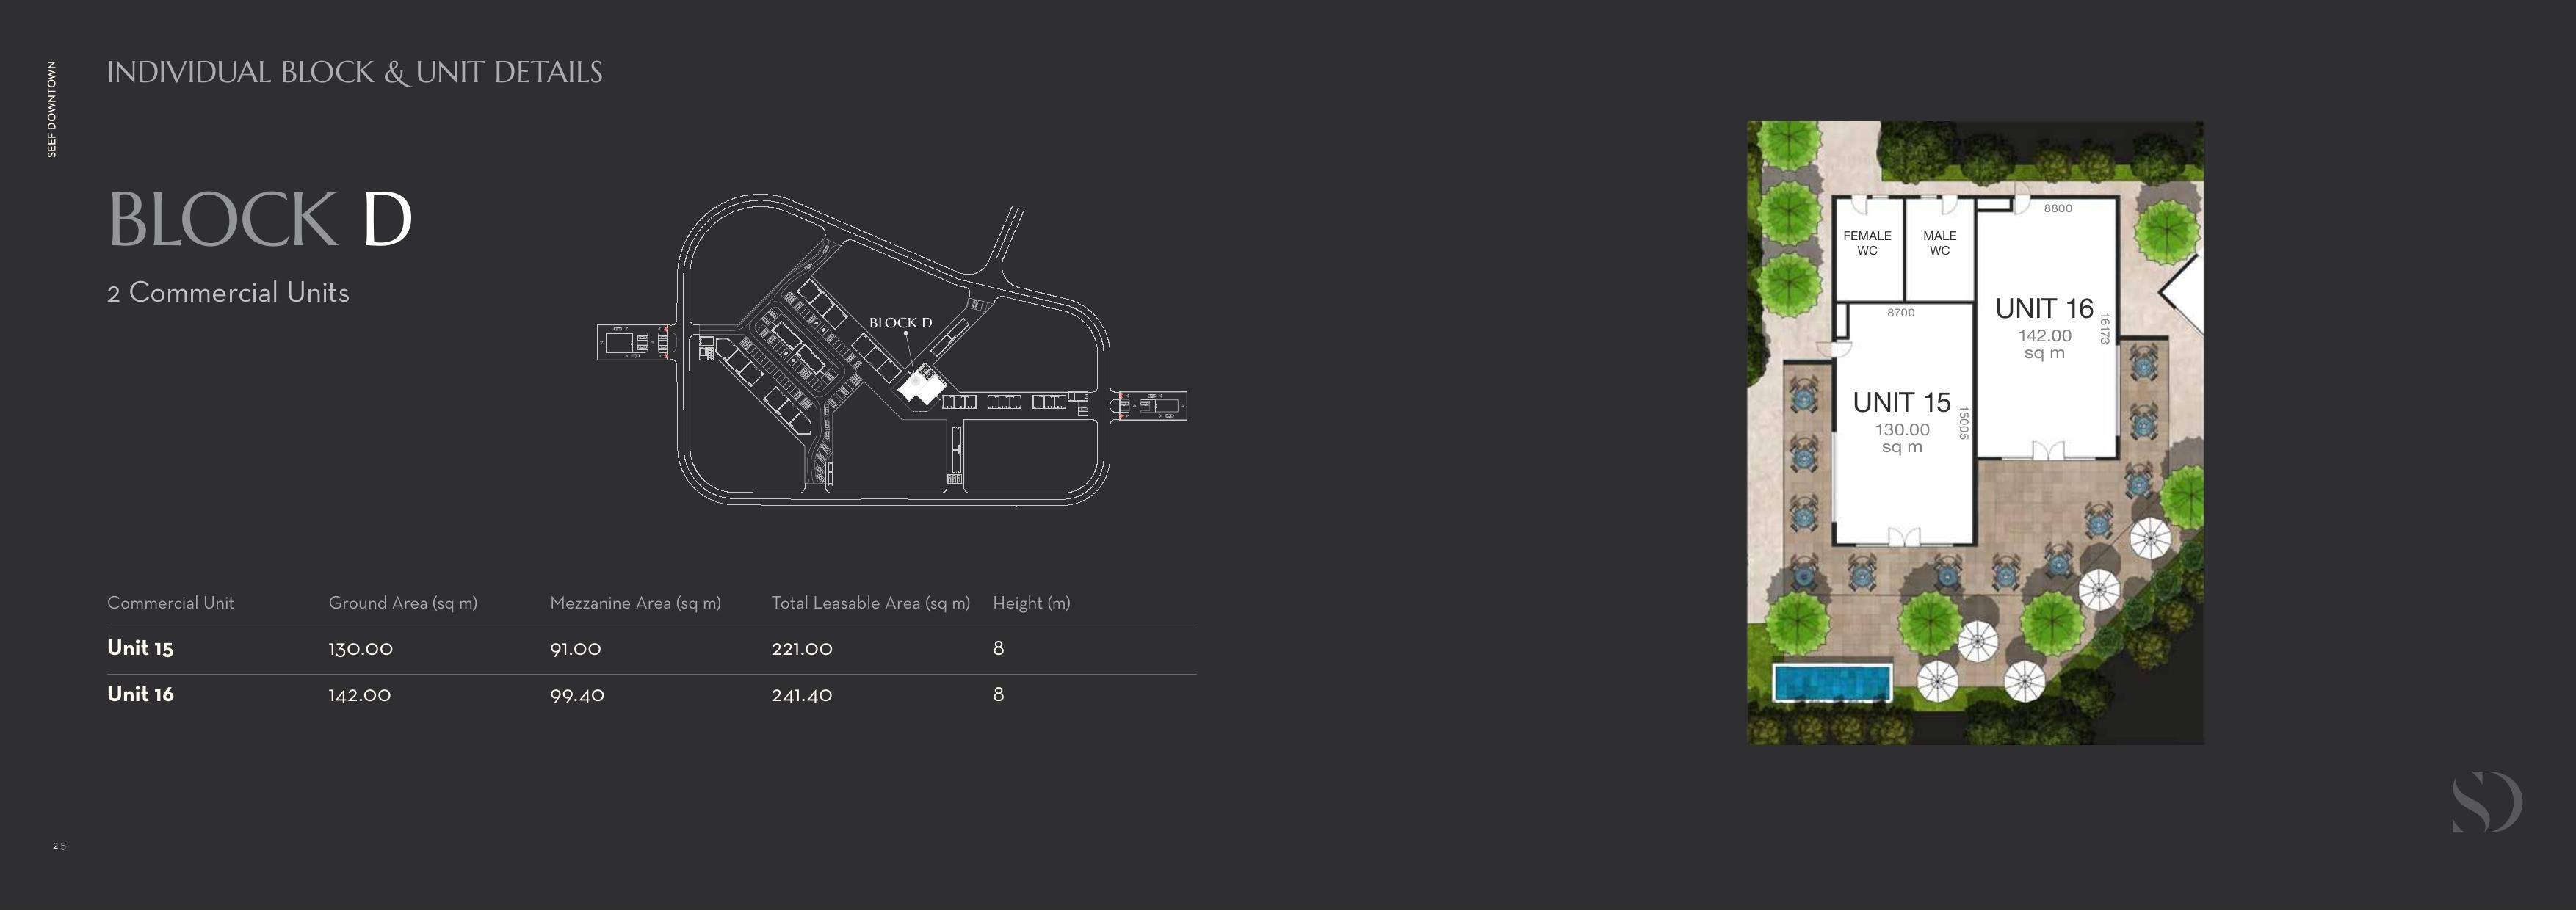 SEEF DOWNTOWN
INDIVIDUAL BLOCK & UNIT DETAILS
BLOCK D
2 Commercial Units
BLOCK D
Commercial Unit Ground Area (sq m) Mezzanine Area (sq m) Total Leasable Area (sq m) Height (m)
Unit 15 130.00 91.00 221.00 8
Unit 16 142.00 99.40 241.40 8
25
8800
FEMALE
WC
MALE
WC
UNIT 16
142.00
sq m
16173
8700
UNIT 15
130.00
sq m
15005
SD